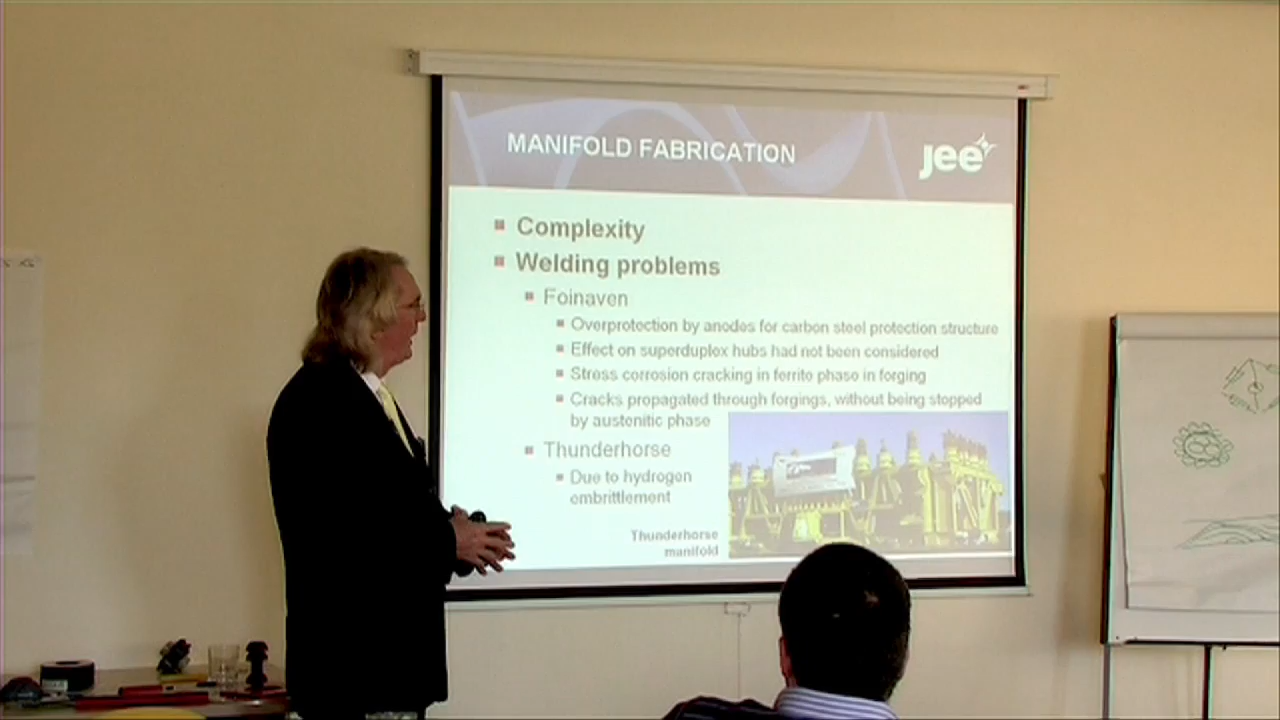 MANIFOLD FABRICATION
jee
Complexity
Welding problems
Foinaven
Overprotection by anodes for carbon steel protection structure
Effect on superduplex hubs had not been considered
Stress corrosion cracking in ferrite phase in forging
Cracks propagated through forgings, without being stopped
by austenitic phase
Thunderhorse
Due to hydrogen
embrittlement
Thunderhorse
manifold